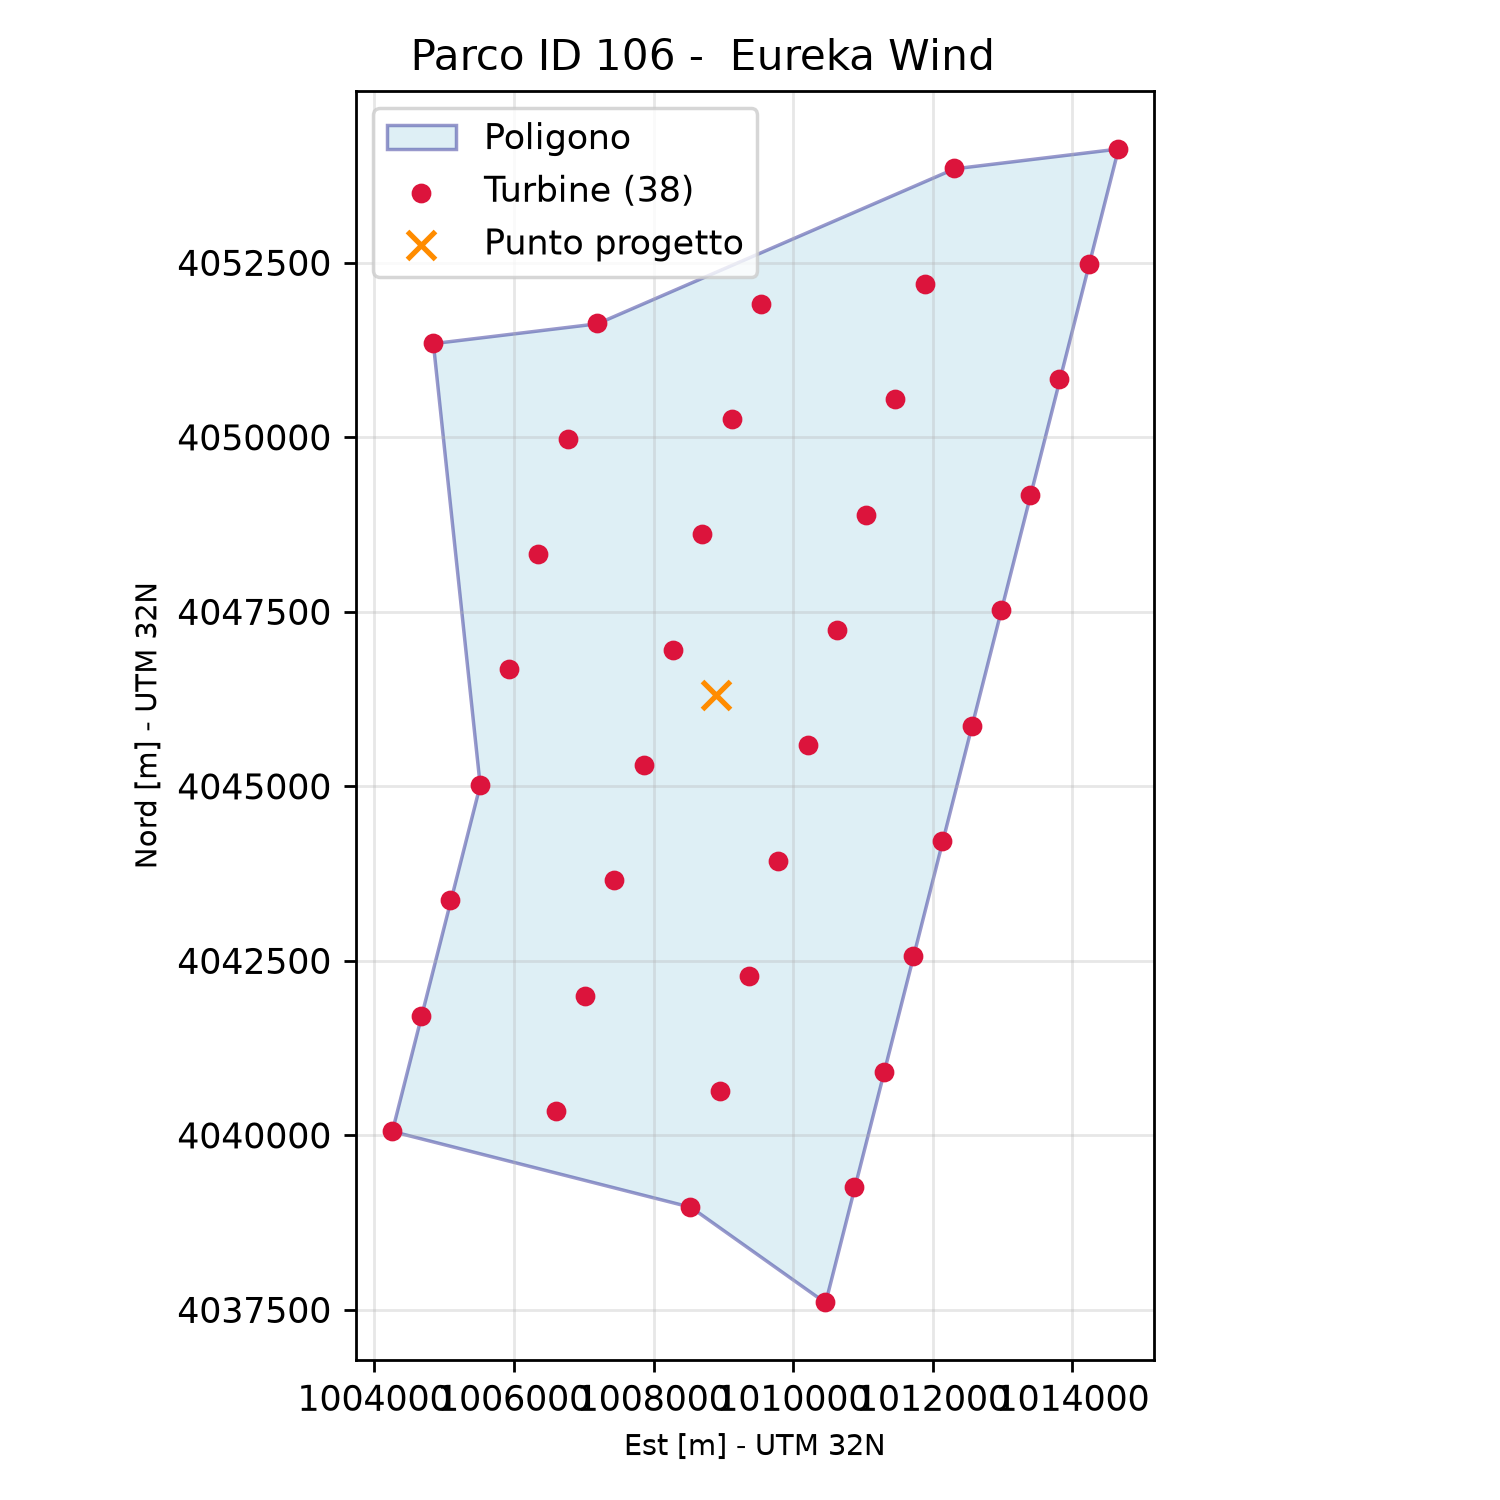 Parco ID 106 -  Eureka Wind
Poligono
Turbine (38)
Punto progetto
4052500
4050000
4047500
4045000
4042500
4040000
4037500
Nord [m] - UTM 32N
1004000 1006000 1008000 1010000 1012000 1014000
Est [m] - UTM 32N